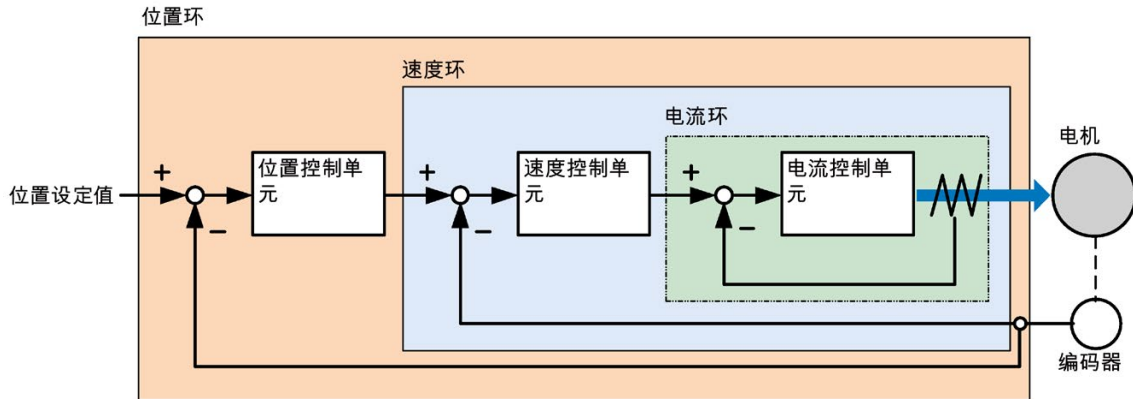 位置环
速度环
电流环
电机
位置设定值
+
−
位置控制单
元
+
−
速度控制单
元
+
−
电流控制单
元
编码器